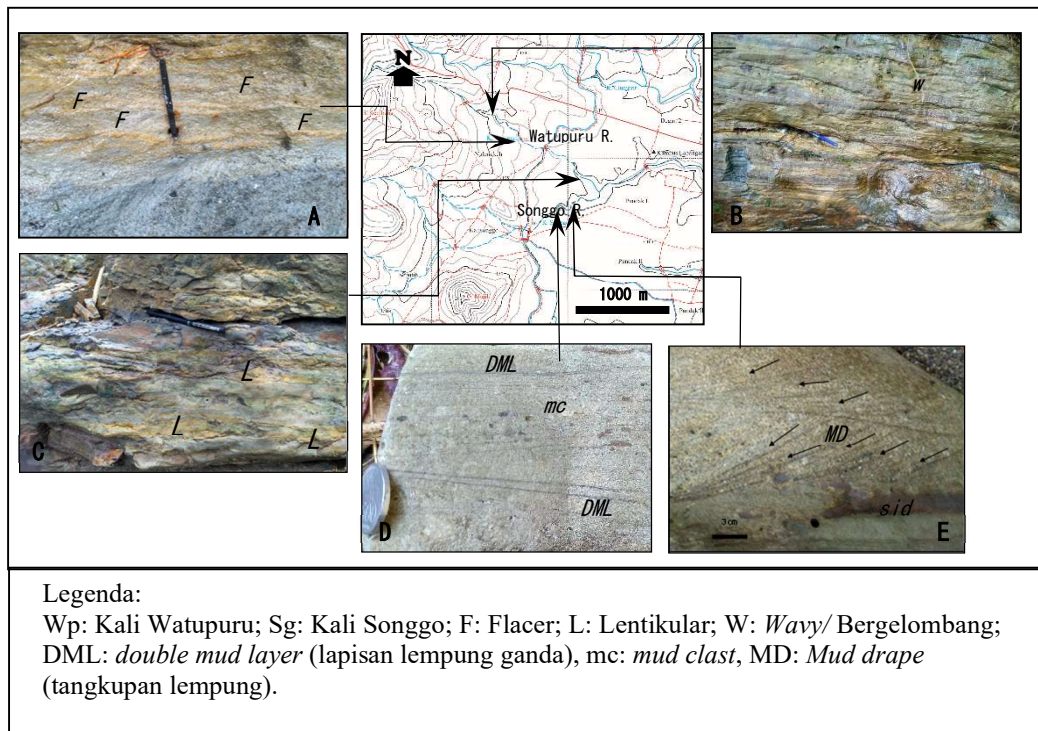 F
F
F
A
N
Watupuru R.
Songgo R.
1000 m
W
B
L
L
L
C
DML
mc
DML
D
MD
sid
3cm
E
Legenda:
Wp: Kali Watupuru; Sg: Kali Songgo; F: Flacer; L: Lentikular; W: Wavy/ Bergelombang;
DML: double mud layer (lapisan lempung ganda), mc: mud clast, MD: Mud drape
(tangkupan lempung).